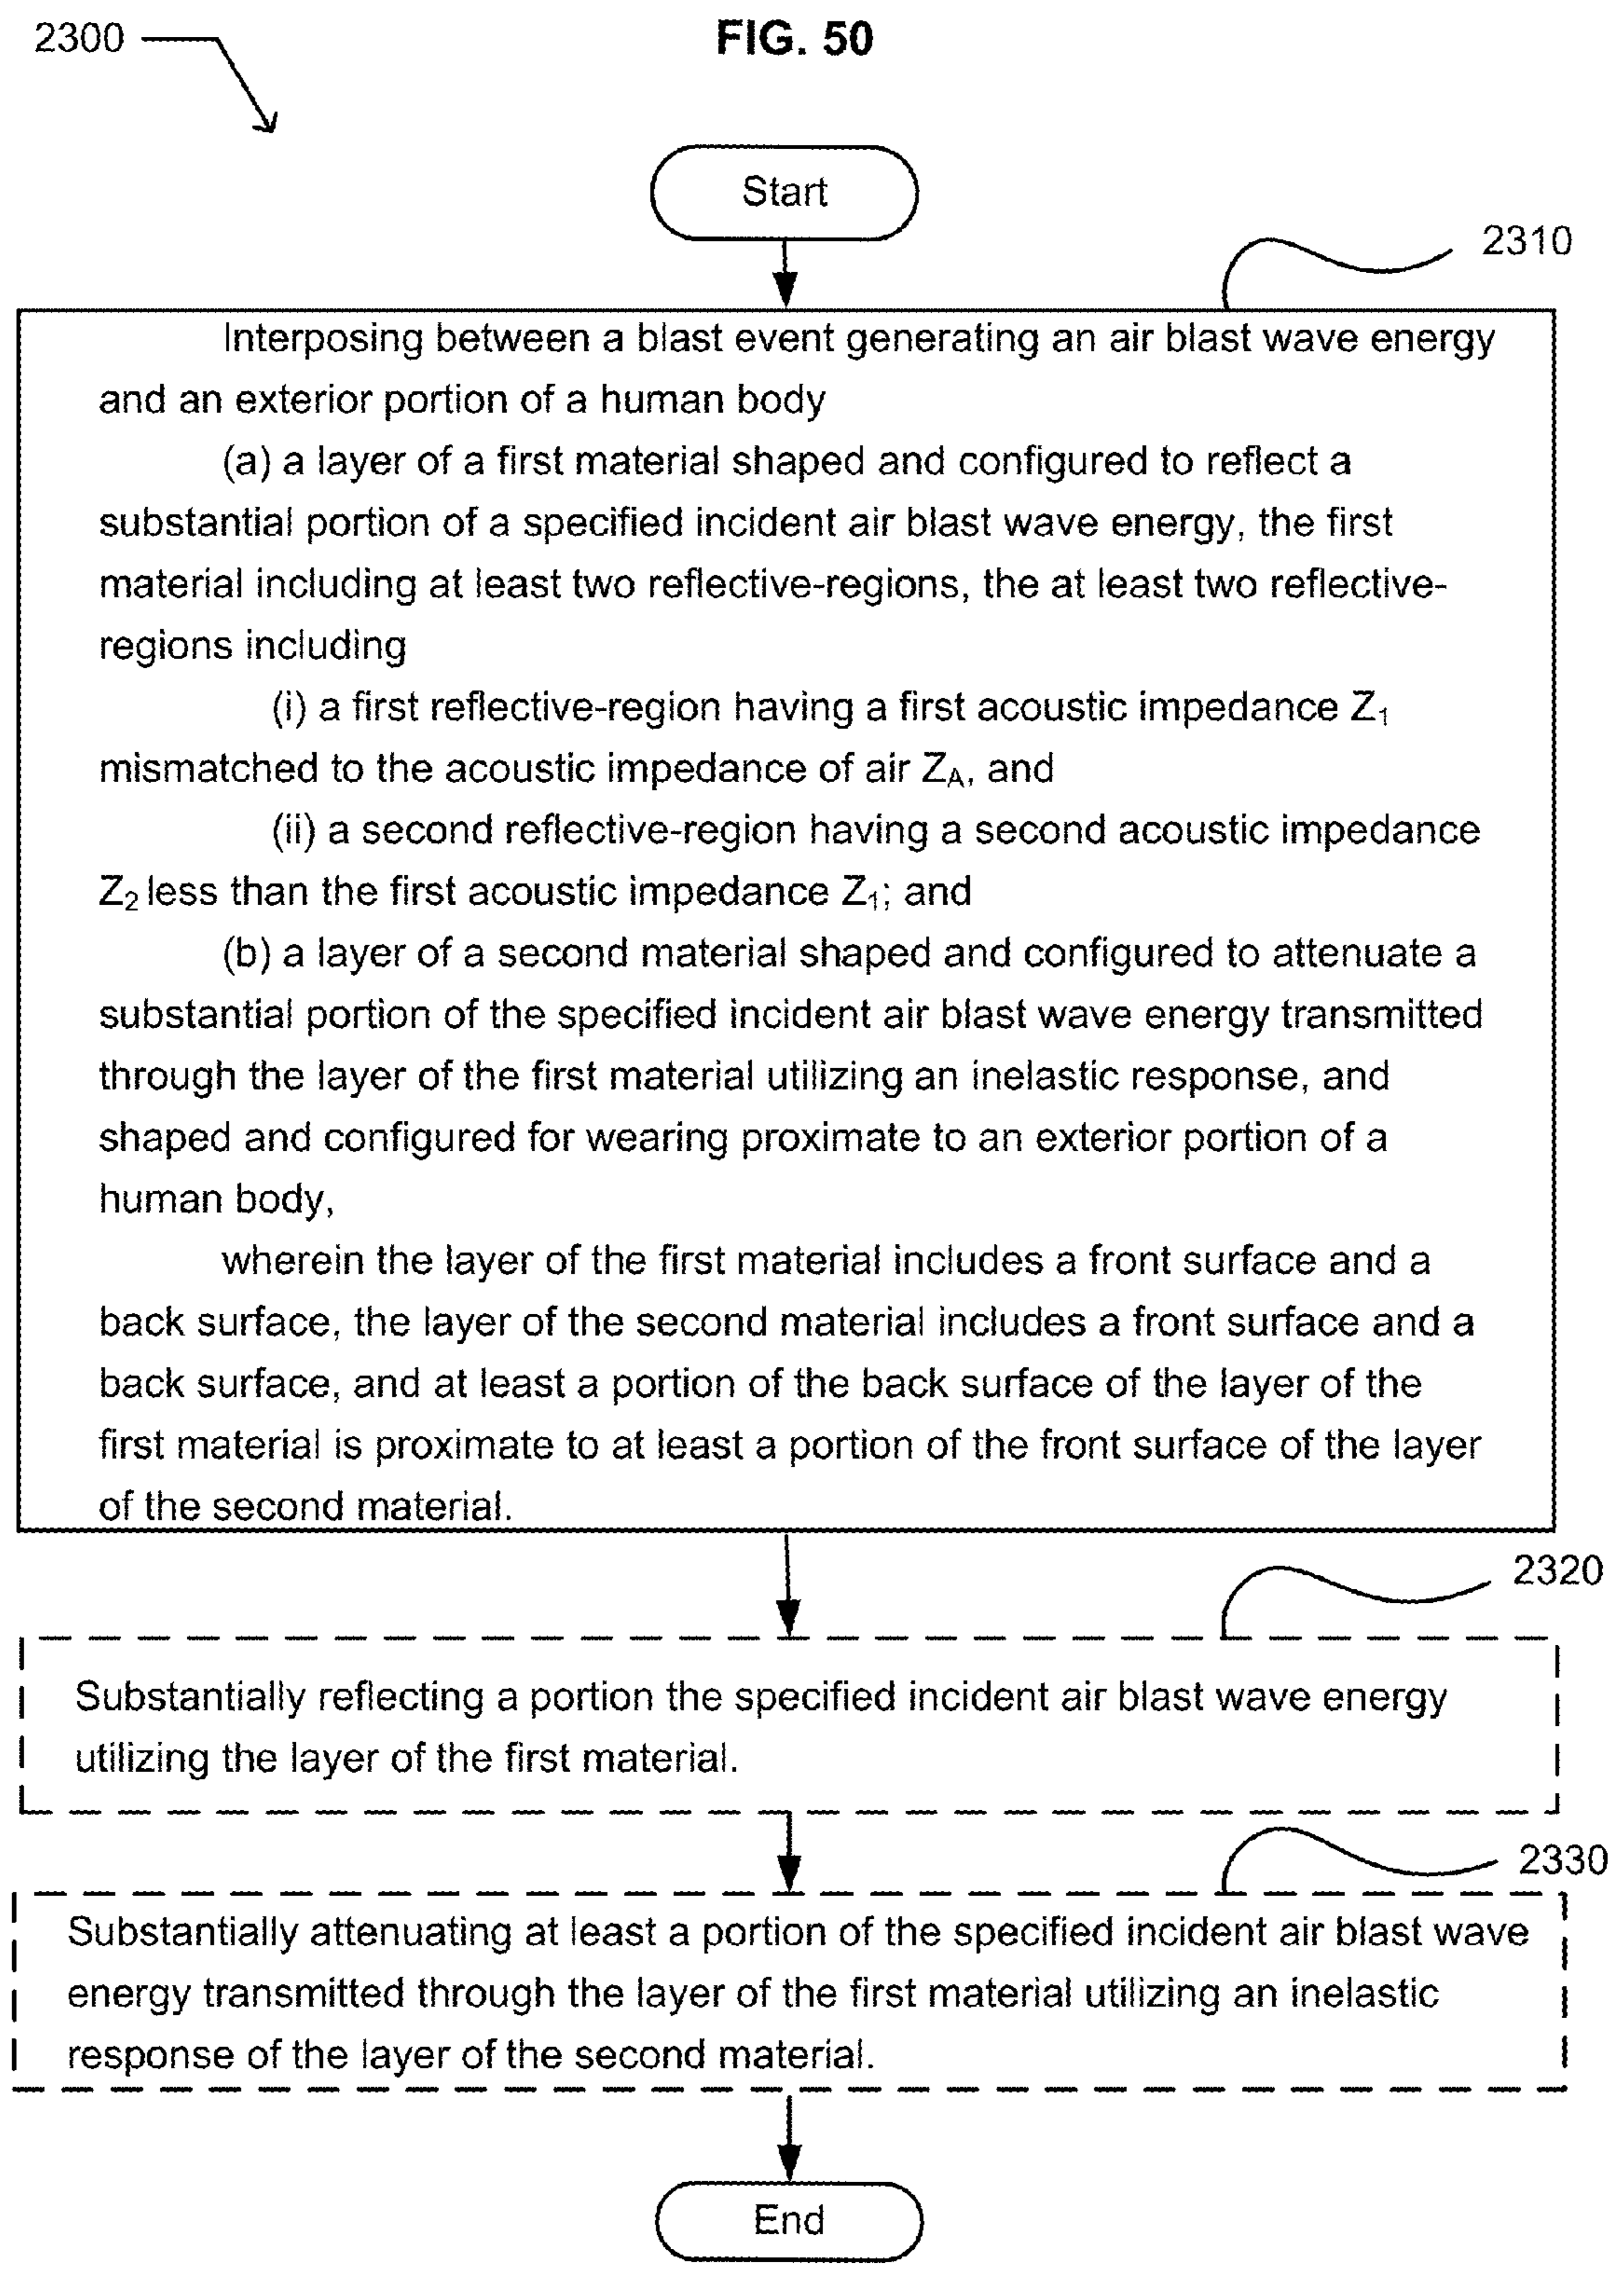 2300
FIG. 50
Start
2310
Interposing between a blast event generating an air blast wave energy
and an exterior portion of a human body
(a) a layer of a first material shaped and configured to reflect a
substantial portion of a specified incident air blast wave energy, the first
material including at least two reflective-regions, the at least two reflective-
regions including
(i) a first reflective-region having a first acoustic impedance Z₁
mismatched to the acoustic impedance of air Z_A, and
(ii) a second reflective-region having a second acoustic impedance
Z₂ less than the first acoustic impedance Z₁; and
(b) a layer of a second material shaped and configured to attenuate a
substantial portion of the specified incident air blast wave energy transmitted
through the layer of the first material utilizing an inelastic response, and
shaped and configured for wearing proximate to an exterior portion of a
human body,
wherein the layer of the first material includes a front surface and a
back surface, the layer of the second material includes a front surface and a
back surface, and at least a portion of the back surface of the layer of the
first material is proximate to at least a portion of the front surface of the layer
of the second material.
2320
Substantially reflecting a portion the specified incident air blast wave energy
utilizing the layer of the first material.
2330
Substantially attenuating at least a portion of the specified incident air blast wave
energy transmitted through the layer of the first material utilizing an inelastic
response of the layer of the second material.
End